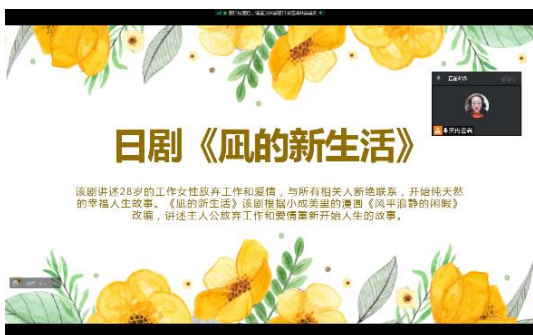 日剧《凪的新生活》
该剧讲述28岁的工作女性放弃工作和爱情，与所有相关人断绝联系，开始纯天然
的幸福人生故事。《凪的新生活》该剧根据小成美里的漫画《风平浪静的闲暇》
改编，讲述主人公放弃工作和爱情重新开始人生的故事。